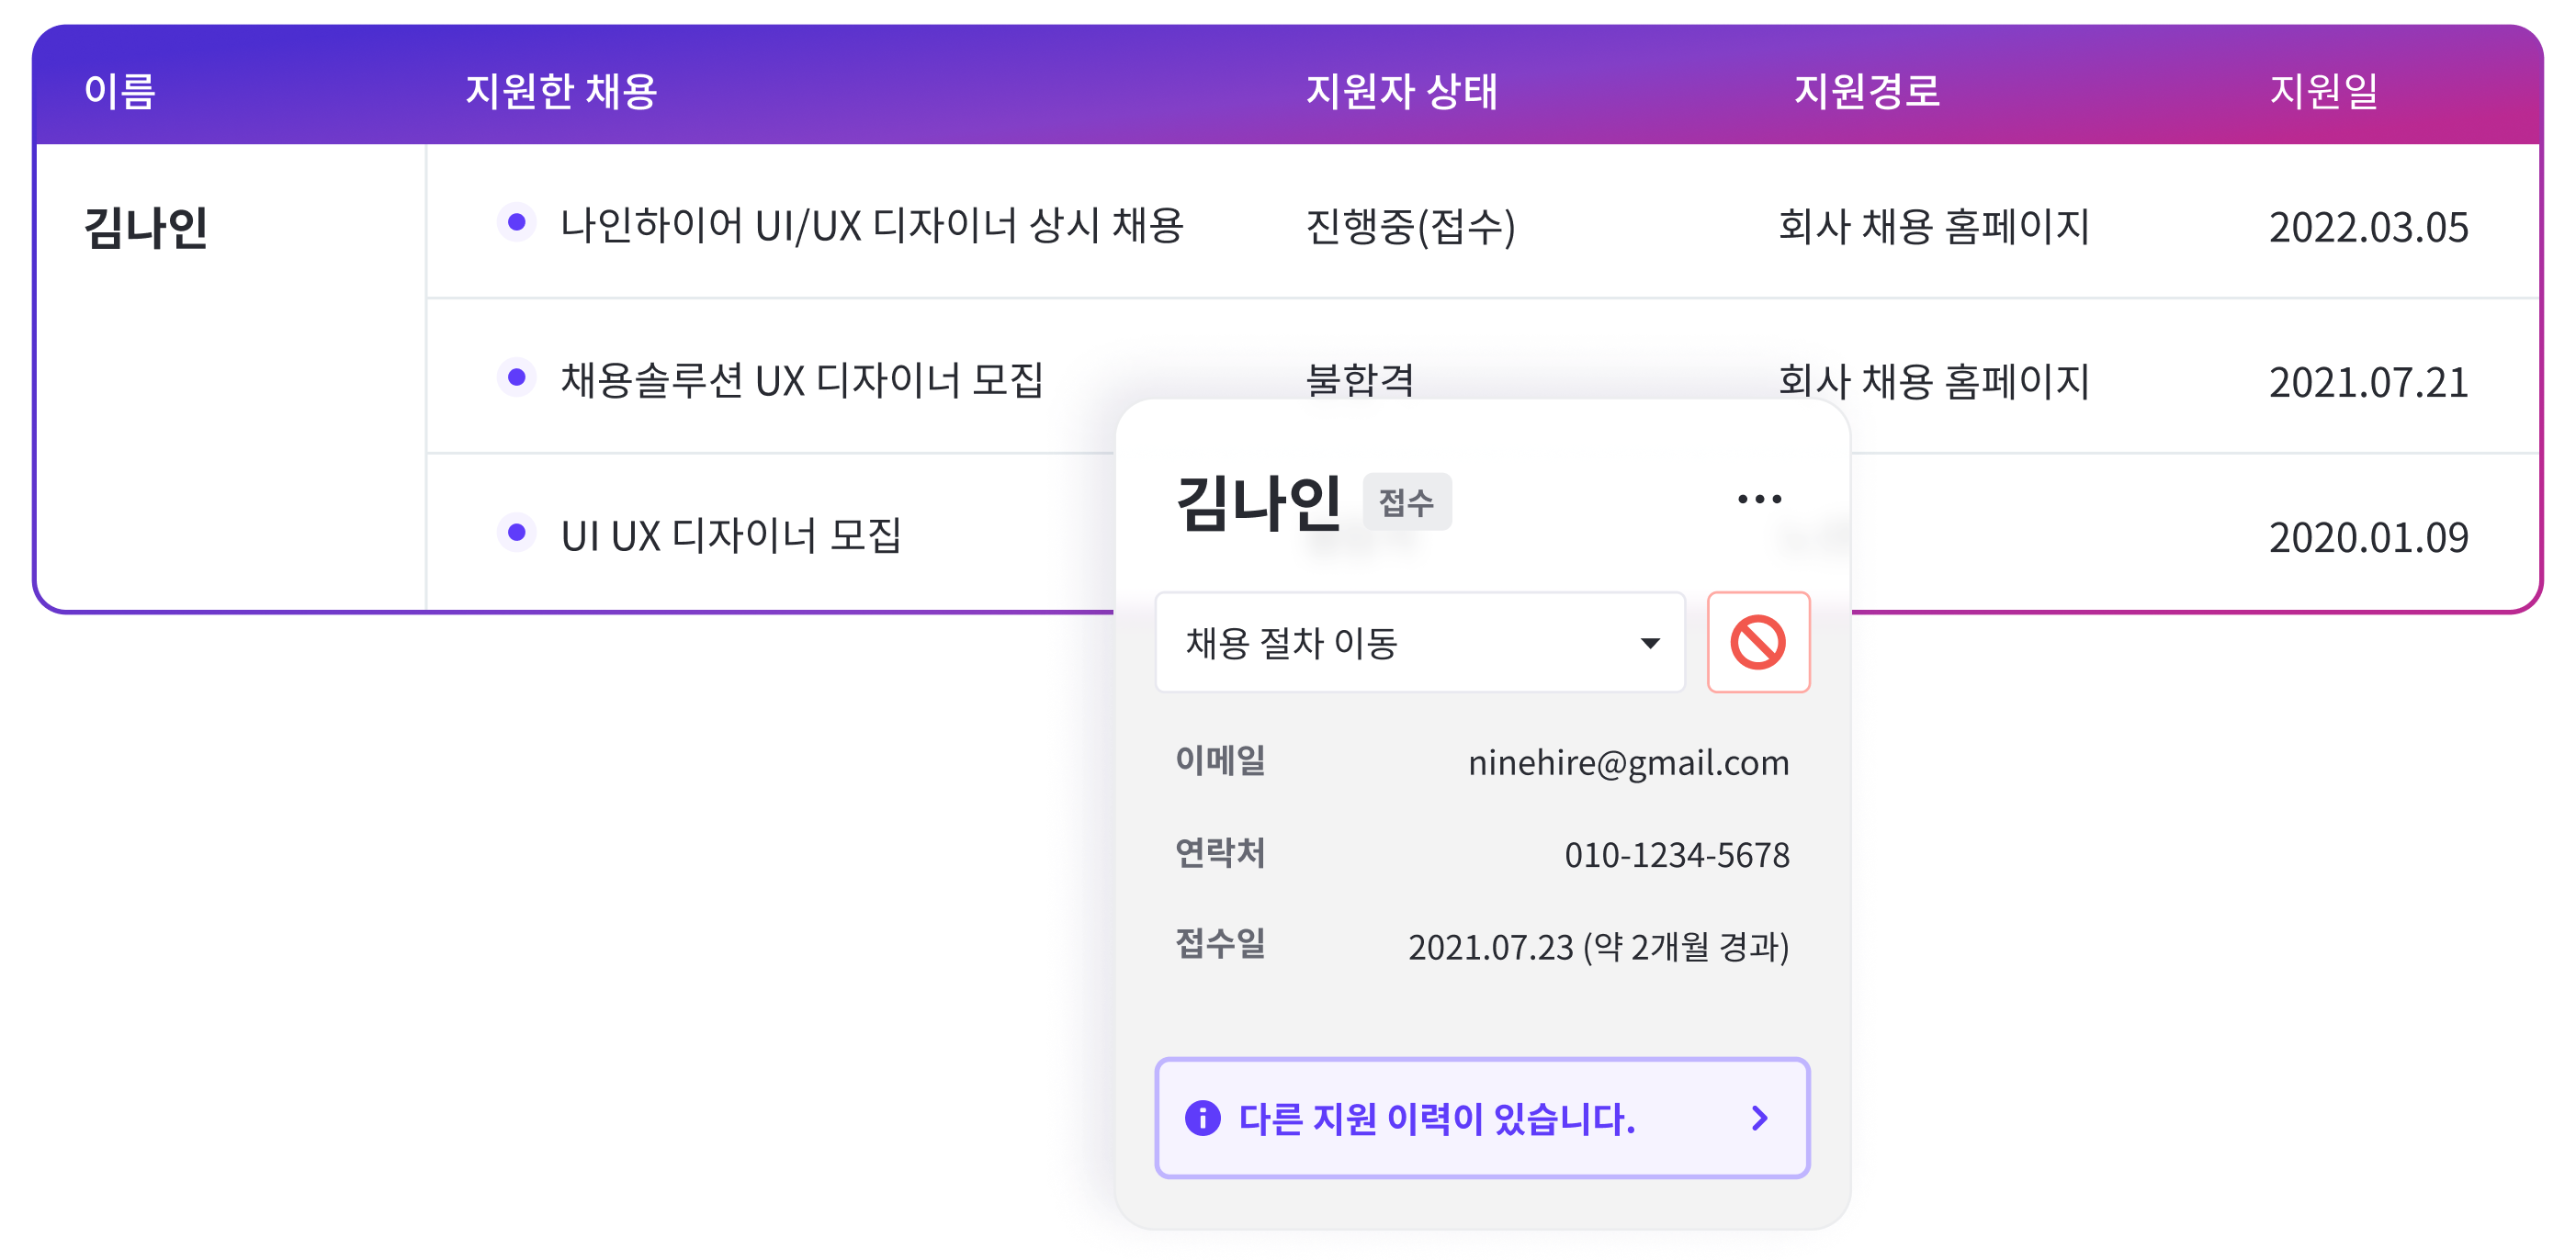 이름 지원한 채용 지원자 상태 지원경로 지원일
김나인 나인하이어 UI/UX 디자이너 상시 채용 진행중(접수) 회사 채용 홈페이지 2022.03.05
채용솔루션 UX 디자이너 모집 불합격 회사 채용 홈페이지 2021.07.21
UI UX 디자이너 모집 2020.01.09
김나인 접수
채용 절차 이동
이메일 ninehire@gmail.com
연락처 010-1234-5678
접수일 2021.07.23 (약 2개월 경과)
다른 지원 이력이 있습니다.